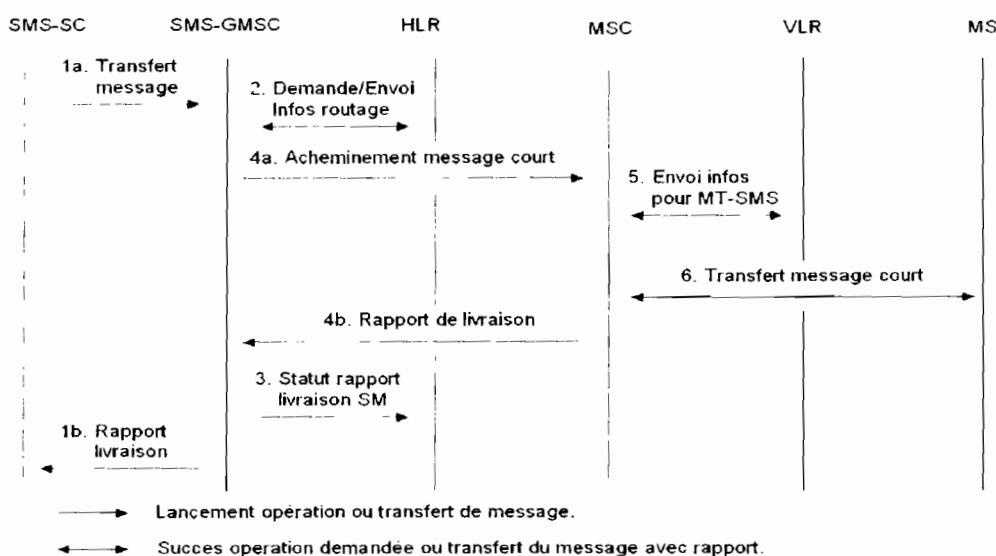 SMS-SC SMS-GMSC HLR MSC VLR MS
1a. Transfert
message
2. Demande/Envoi
Infos routage
4a. Acheminement message court
5. Envoi infos
pour MT-SMS
6. Transfert message court
4b. Rapport de livraison
3. Statut rapport
livraison SM
1b. Rapport
livraison
Lancement opération ou transfert de message.
Succes operation demandée ou transfert du message avec rapport.